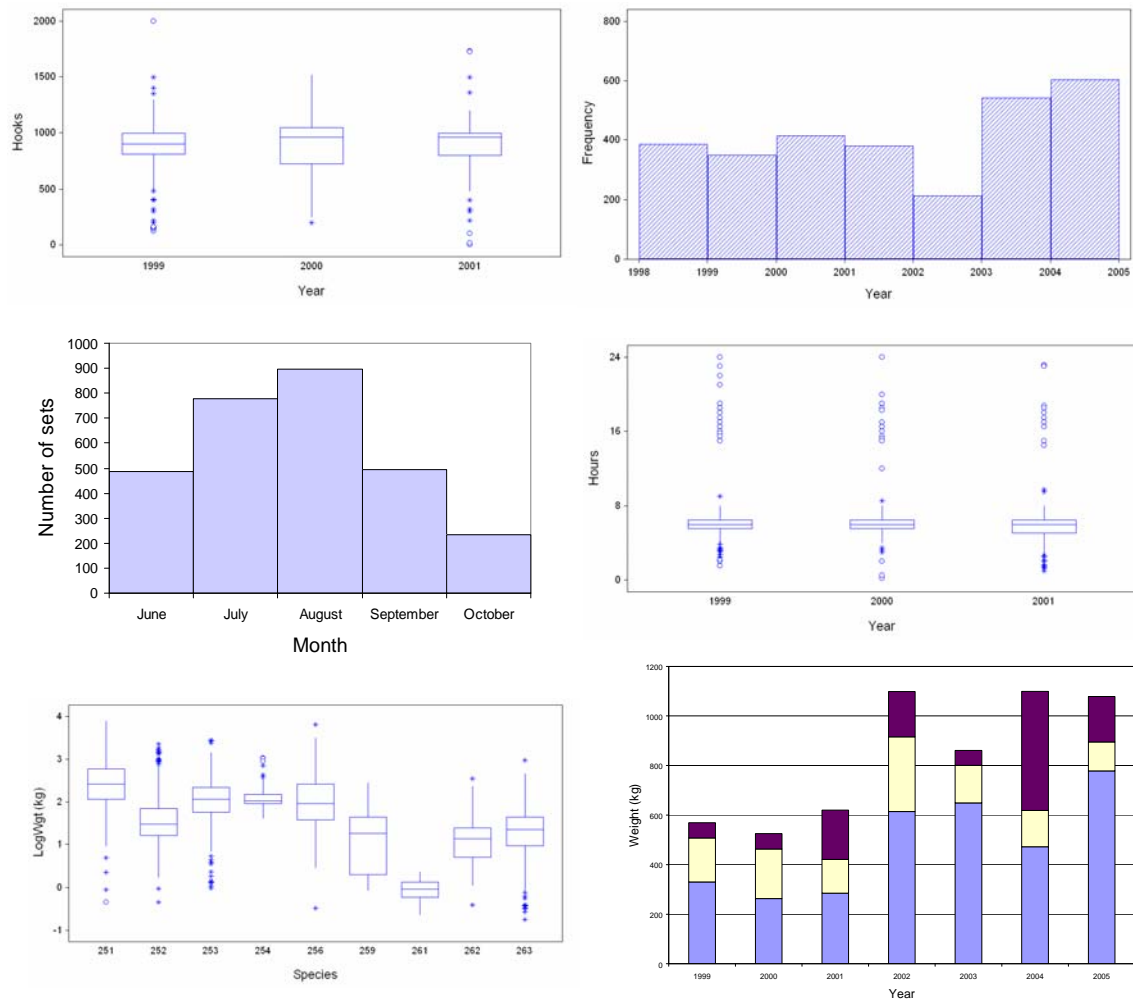 2000
1500
1000
500
0
Hooks
1999 2000 2001
Year
800
600
400
200
0
Frequency
1998 1999 2000 2001 2002 2003 2004 2005
Year
1000
900
800
700
600
500
400
300
200
100
0
Number of sets
June July August September October
Month
24
16
8
0
Hours
1999 2000 2001
Year
4
3
2
1
0
-1
LogWgt (kg)
251 252 253 254 256 259 261 262 263
Species
1200
1000
800
600
400
200
0
Weight (kg)
1999 2000 2001 2002 2003 2004 2005
Year